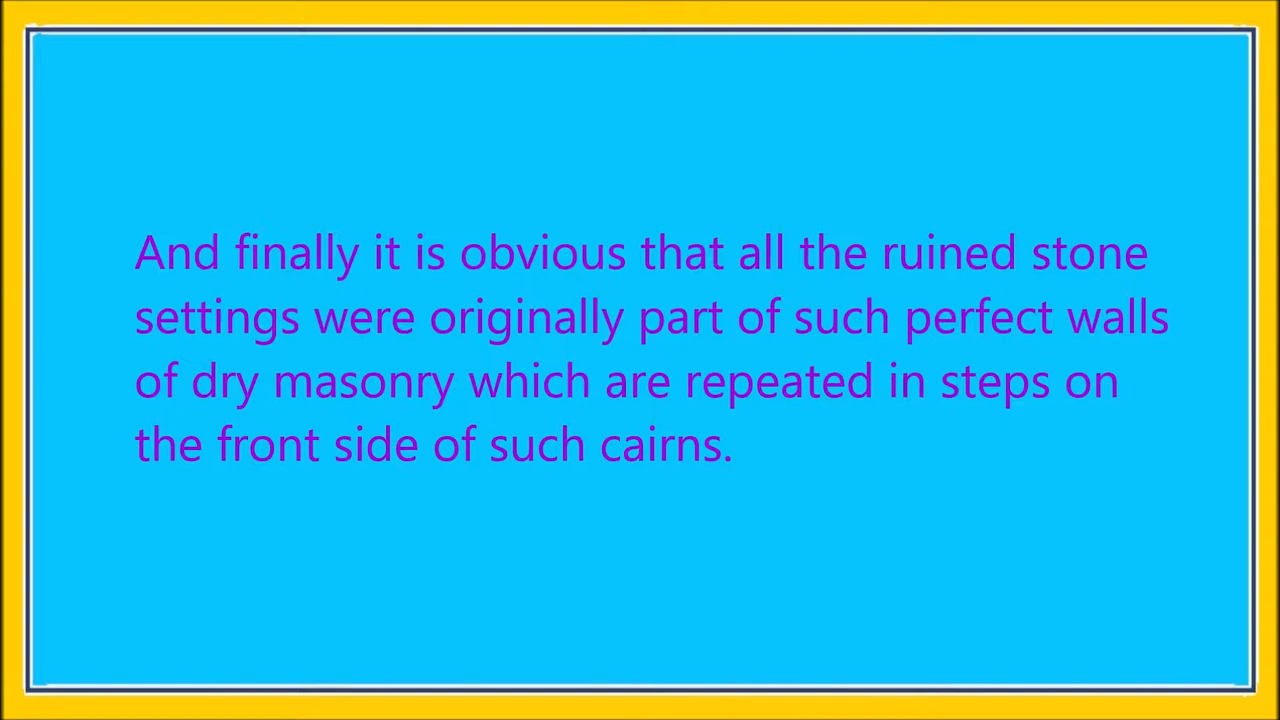 And finally it is obvious that all the ruined stone
settings were originally part of such perfect walls
of dry masonry which are repeated in steps on
the front side of such cairns.